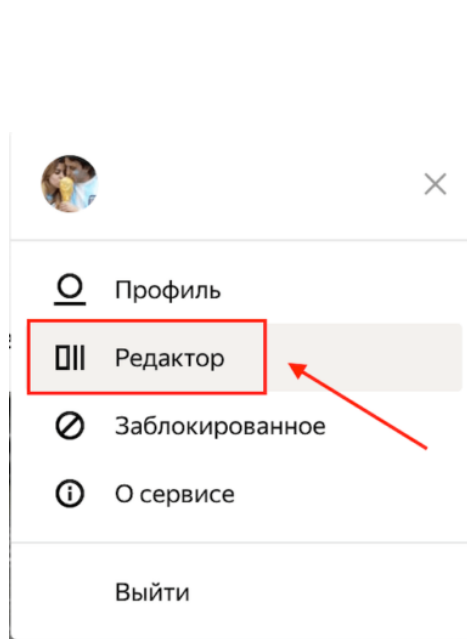 Профиль
Редактор
Заблокированное
О сервисе
Выйти